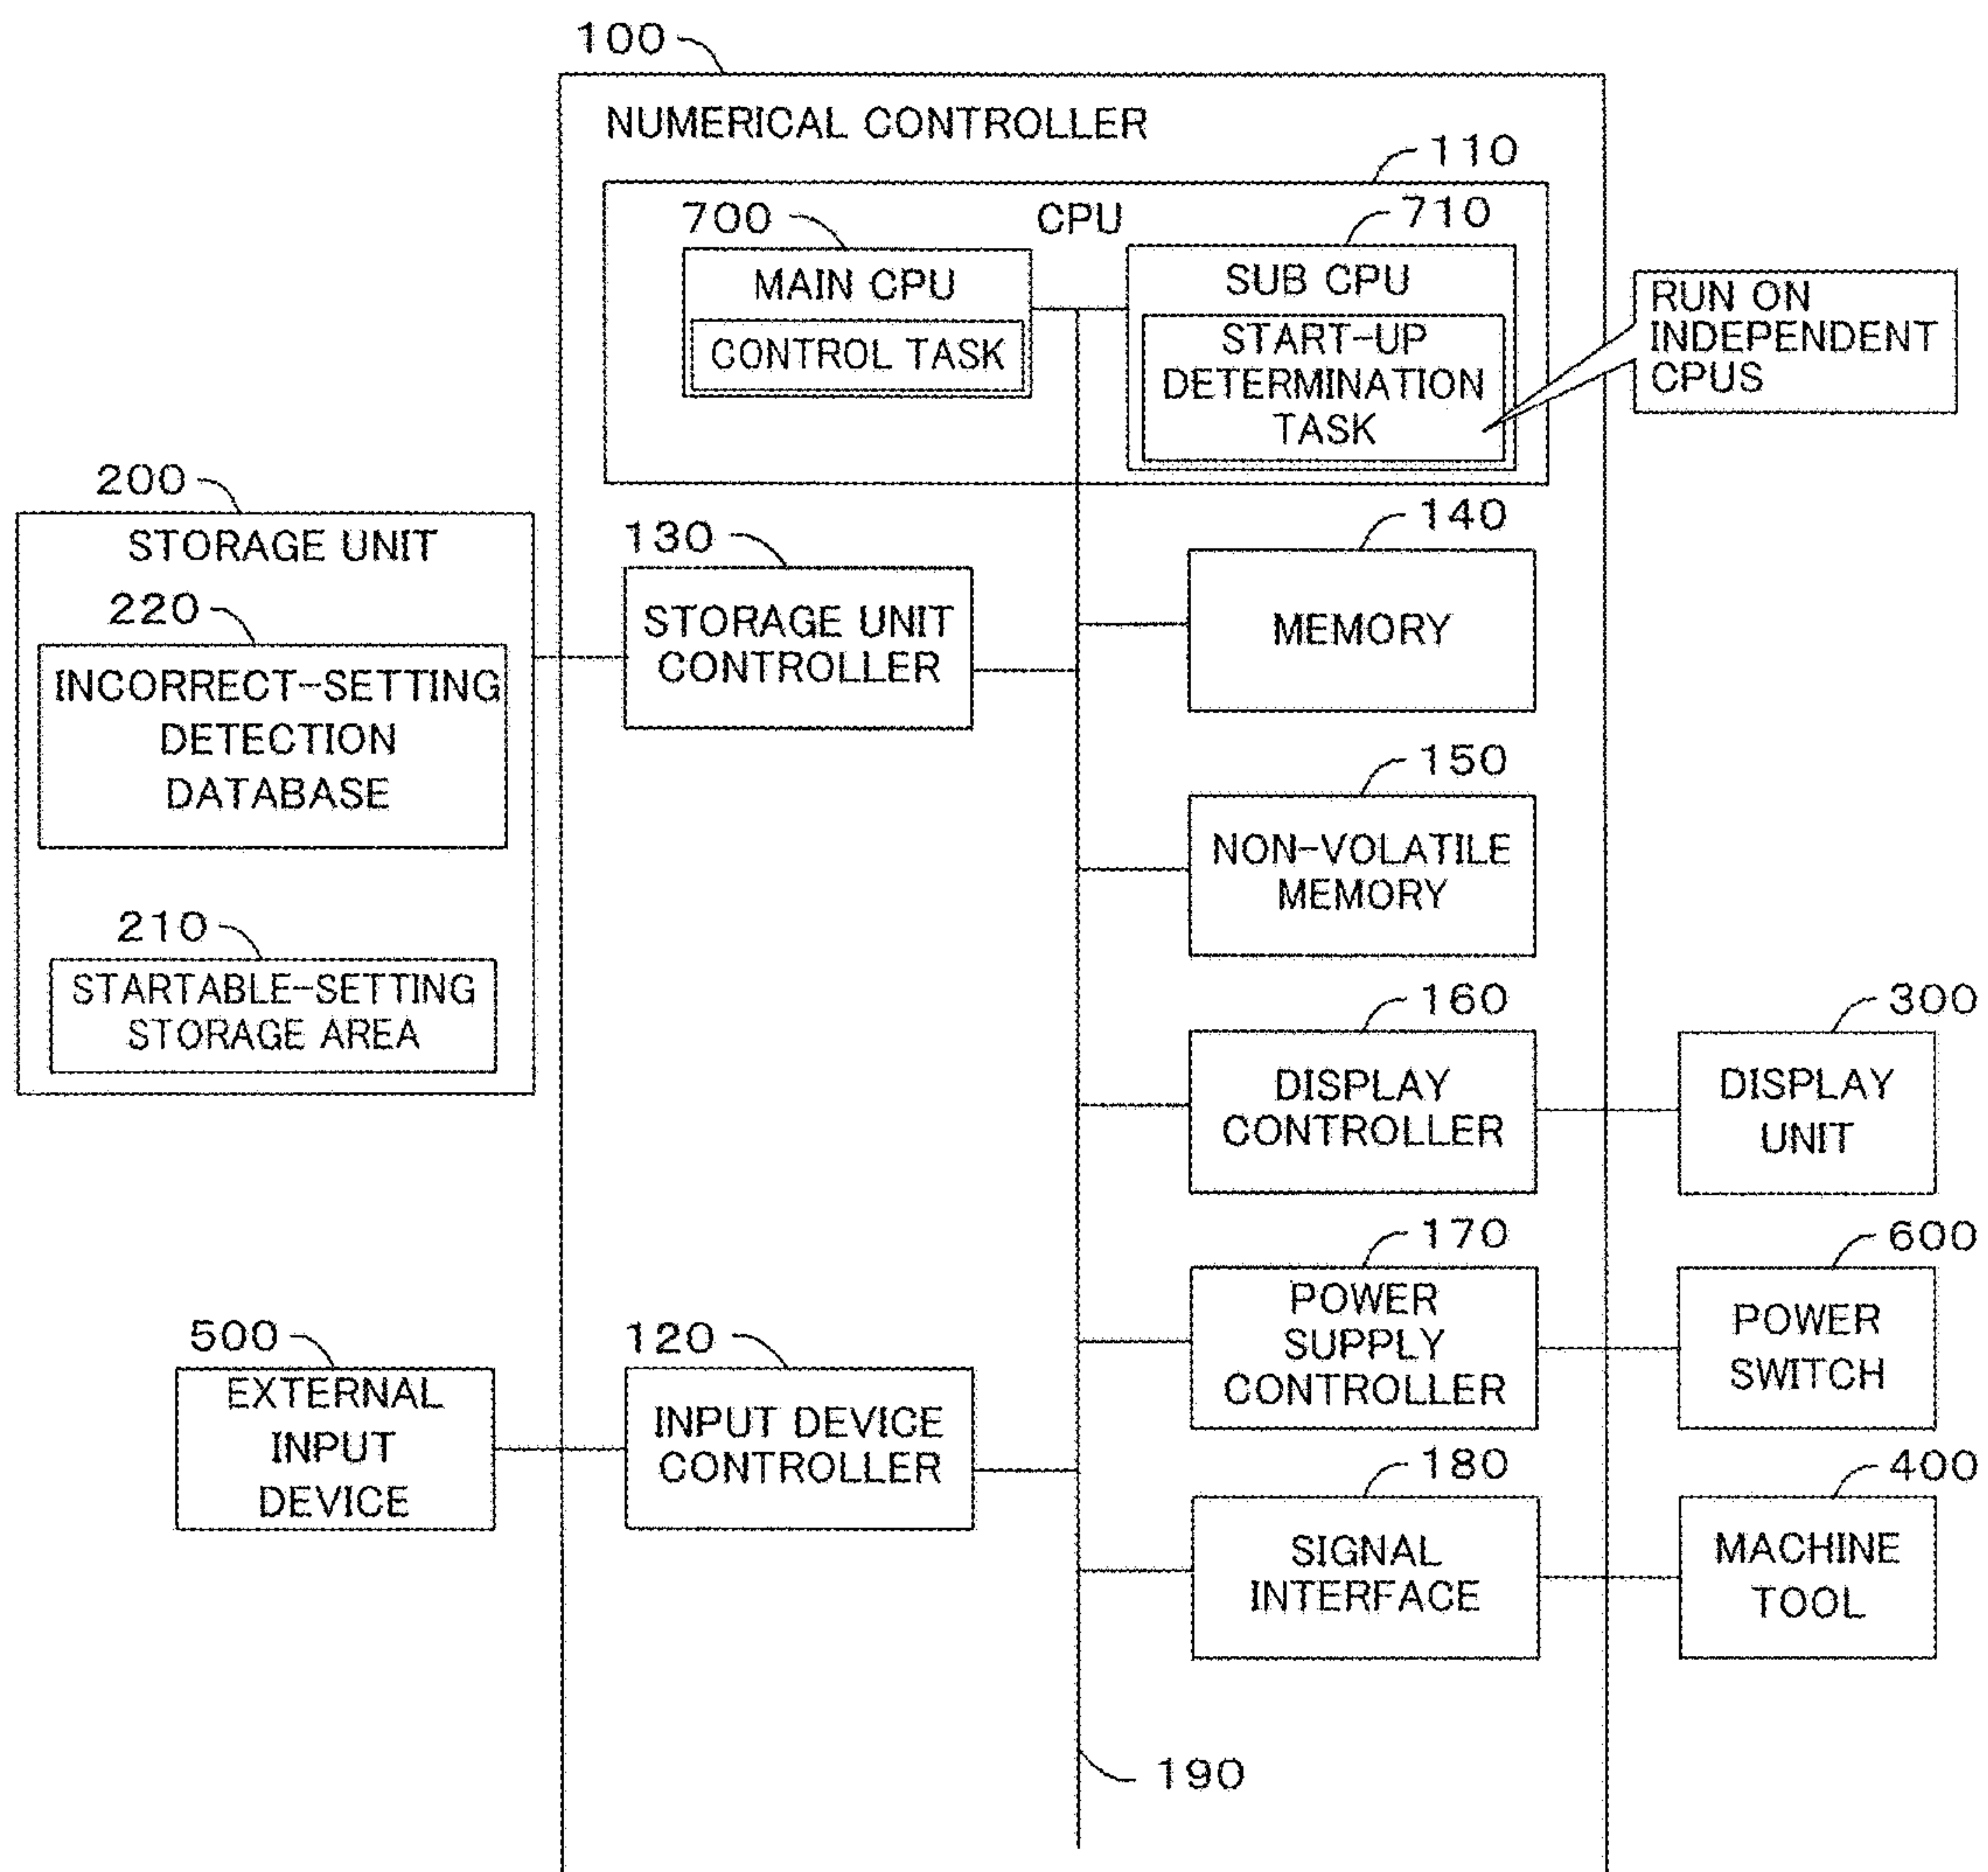 100
NUMERICAL CONTROLLER
110
CPU
700
710
MAIN CPU
CONTROL TASK
SUB CPU
START-UP
DETERMINATION
TASK
RUN ON
INDEPENDENT
CPUS
200
STORAGE UNIT
220
INCORRECT-SETTING
DETECTION
DATABASE
210
STARTABLE-SETTING
STORAGE AREA
130
STORAGE UNIT
CONTROLLER
140
MEMORY
150
NON-VOLATILE
MEMORY
160
DISPLAY
CONTROLLER
300
DISPLAY
UNIT
170
POWER
SUPPLY
CONTROLLER
600
POWER
SWITCH
500
EXTERNAL
INPUT
DEVICE
120
INPUT DEVICE
CONTROLLER
180
SIGNAL
INTERFACE
400
MACHINE
TOOL
190